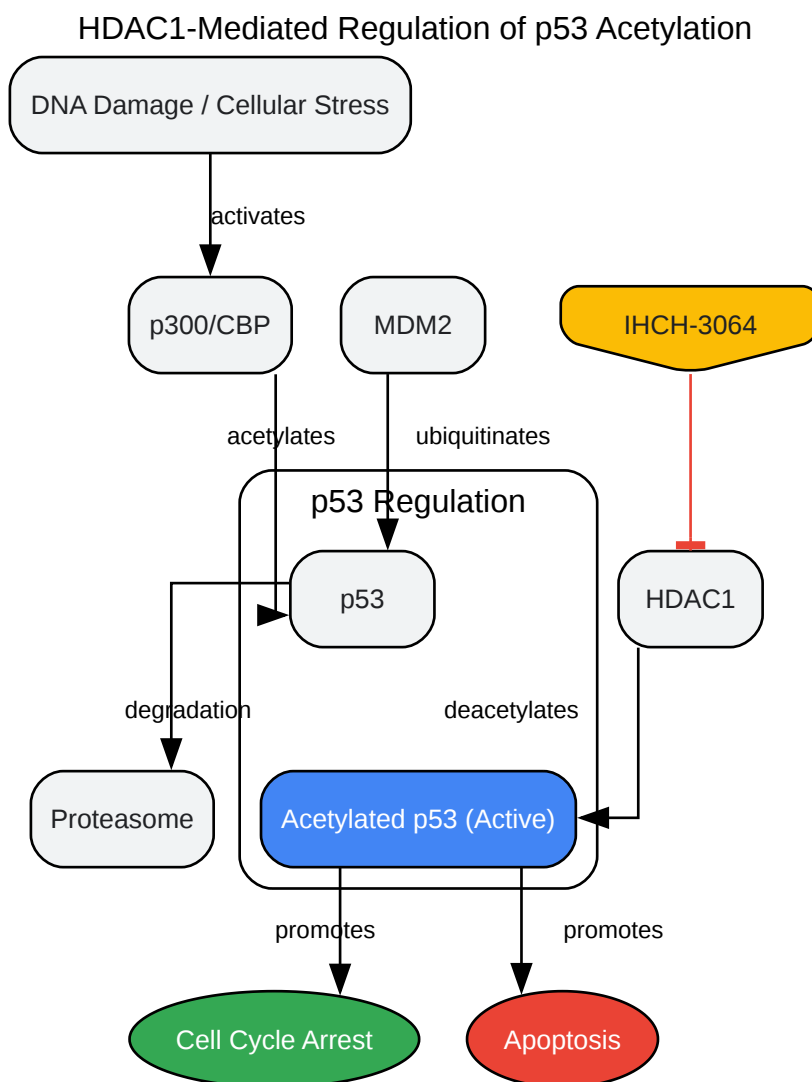 HDAC1-Mediated Regulation of p53 Acetylation
DNA Damage / Cellular Stress
activates
p300/CBP
MDM2
IHCH-3064
acetylates
ubiquitinates
p53 Regulation
p53
HDAC1
degradation
deacetylates
Proteasome
Acetylated p53 (Active)
promotes
promotes
Cell Cycle Arrest
Apoptosis